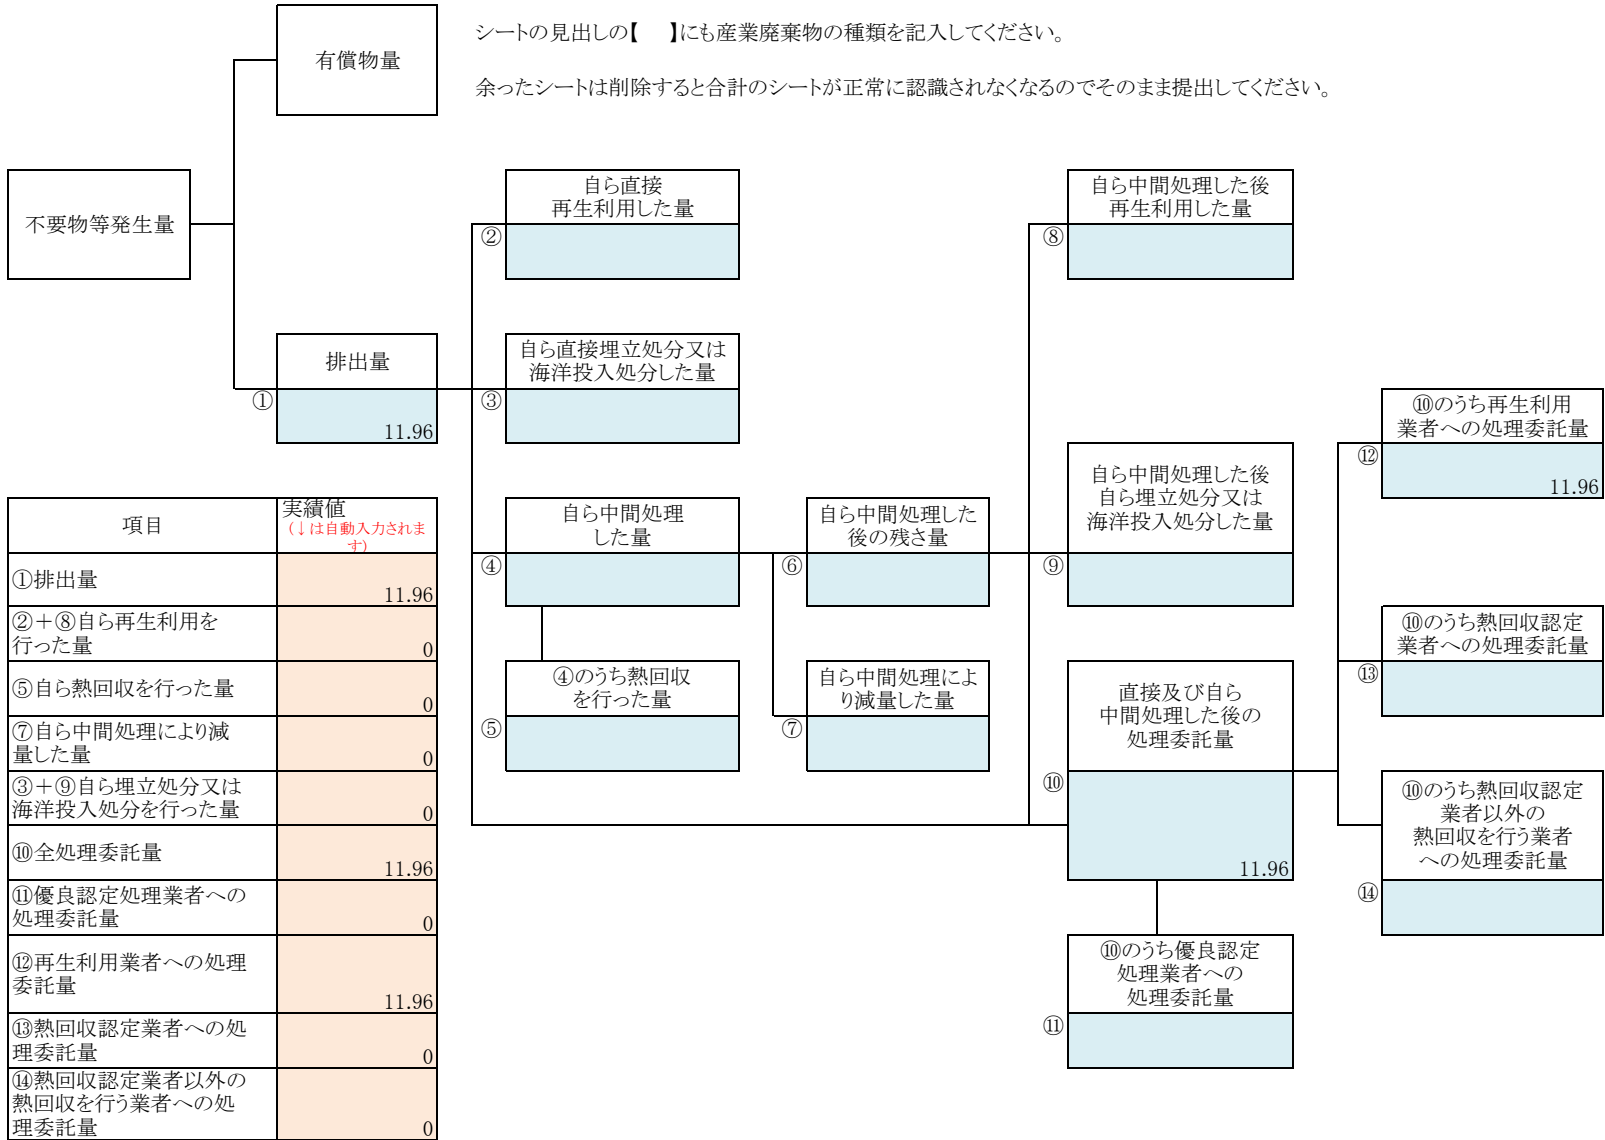 シートの見出しの【　】にも産業廃棄物の種類を記入してください。
有償物量
余ったシートは削除すると合計のシートが正常に認識されなくなるのでそのまま提出してください。
不要物等発生量
自ら直接
再生利用した量
②
自ら中間処理した後
再生利用した量
⑧
排出量
①
11.96
自ら直接埋立処分又は
海洋投入処分した量
③
⑩のうち再生利用
業者への処理委託量
⑫
11.96
自ら中間処理
した量
④
自ら中間処理した
後の残さ量
⑥
自ら中間処理した後
自ら埋立処分又は
海洋投入処分した量
⑨
⑩のうち熱回収認定
業者への処理委託量
⑬
④のうち熱回収
を行った量
⑤
自ら中間処理によ
り減量した量
⑦
直接及び自ら
中間処理した後の
処理委託量
⑩
11.96
⑩のうち熱回収認定
業者以外の
熱回収を行う業者
への処理委託量
⑭
⑩のうち優良認定
処理業者への
処理委託量
⑪
項目
実績値
(↓は自動入力されま
す)
①排出量
11.96
②＋⑧自ら再生利用を
行った量
0
⑤自ら熱回収を行った量
0
⑦自ら中間処理により減
量した量
0
③＋⑨自ら埋立処分又は
海洋投入処分を行った量
0
⑩全処理委託量
11.96
⑪優良認定処理業者への
処理委託量
0
⑫再生利用業者への処理
委託量
11.96
⑬熱回収認定業者への処
理委託量
0
⑭熱回収認定業者以外の
熱回収を行う業者への処
理委託量
0